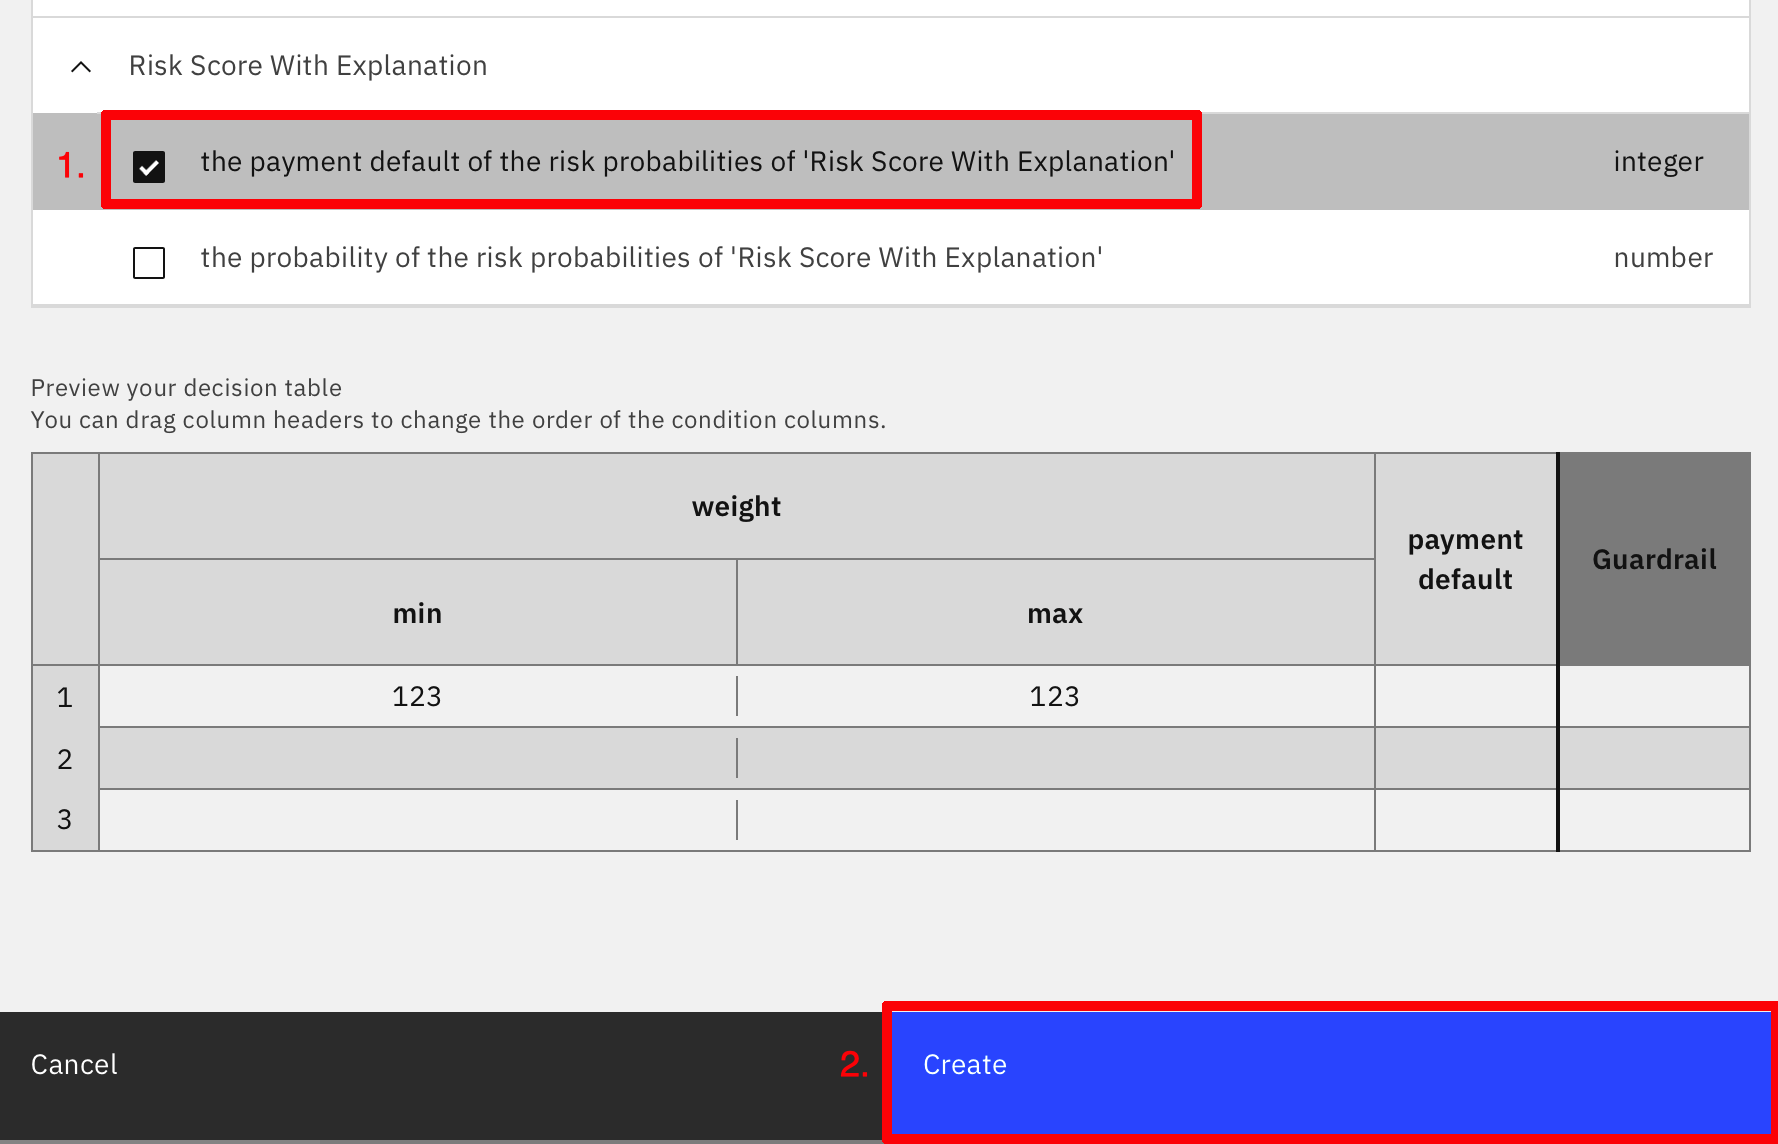 Risk Score With Explanation
1. the payment default of the risk probabilities of 'Risk Score With Explanation' integer
the probability of the risk probabilities of 'Risk Score With Explanation' number
Preview your decision table
You can drag column headers to change the order of the condition columns.
weight
payment default
Guardrail
min max
1 123 123
2
3
Cancel 2. Create